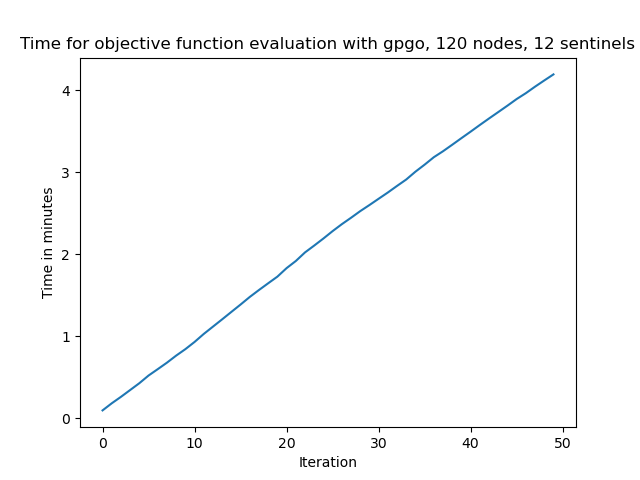 Time for objective function evaluation with gpgo, 120 nodes, 12 sentinels
4
3
2
1
0
Time in minutes
0 10 20 30 40 50
Iteration